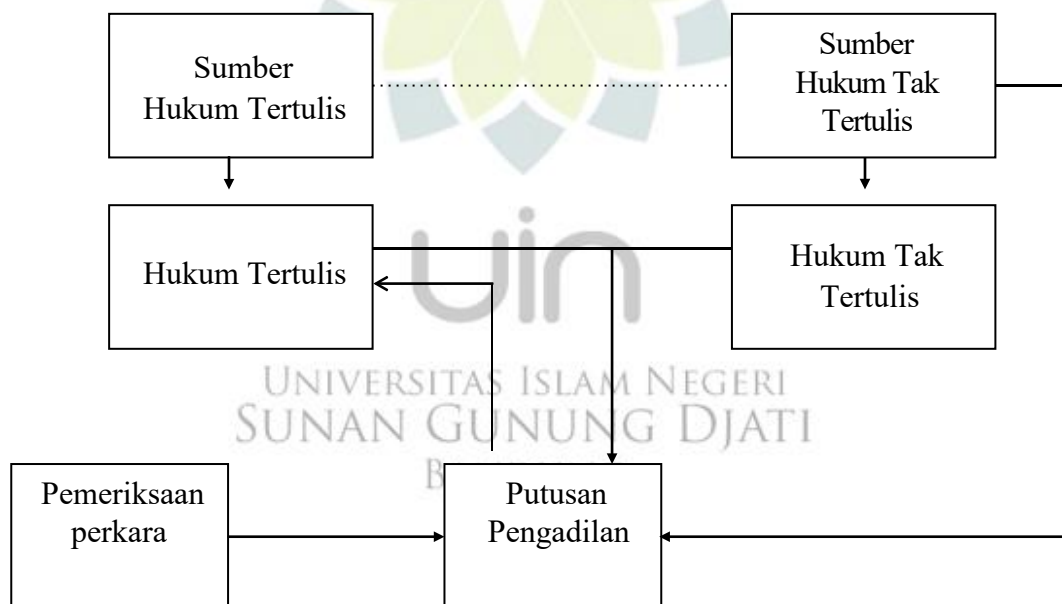 Sumber
Hukum Tertulis
Sumber
Hukum Tak
Tertulis
Hukum Tertulis
Hukum Tak
Tertulis
uin
UNIVERSITAS ISLAM NEGERI
SUNAN GUNUNG DJATI
Pemeriksaan
perkara
Putusan
Pengadilan